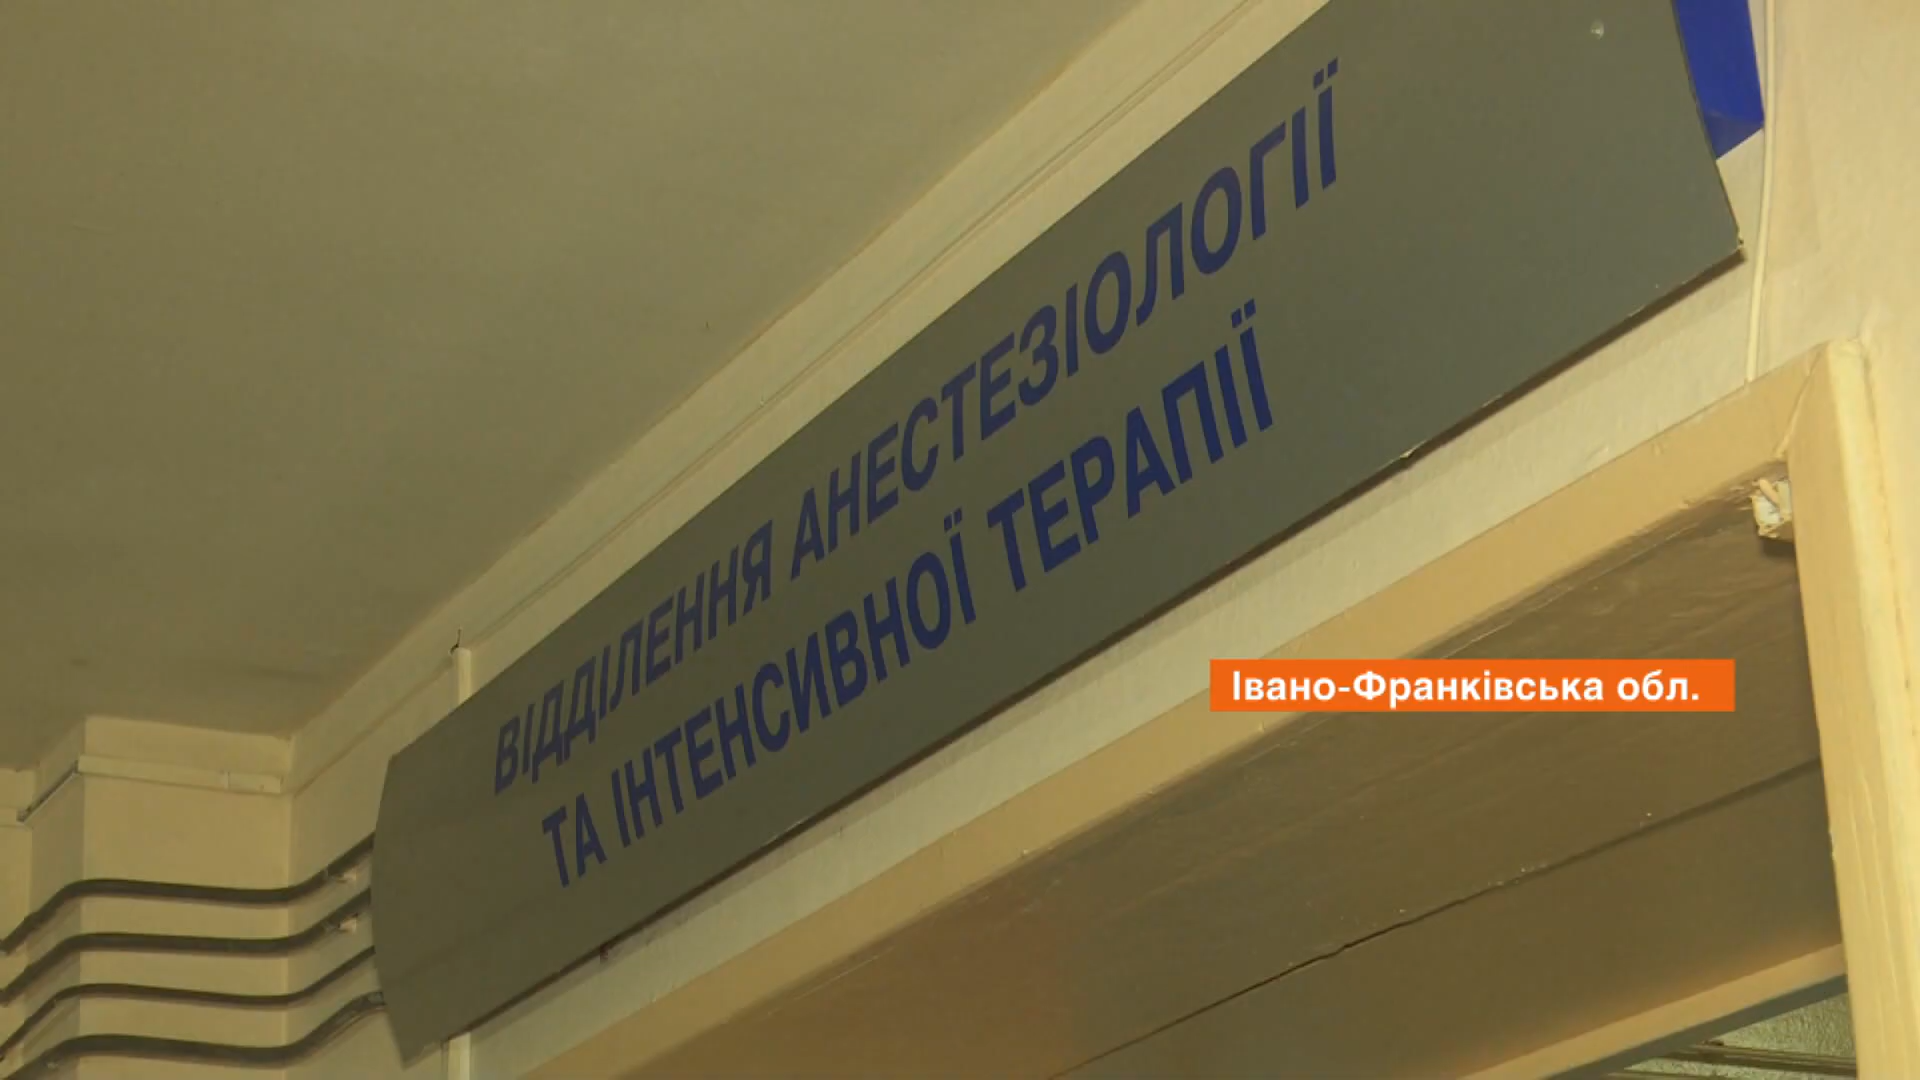 ВІДДІЛЕННЯ АНЕСТЕЗІОЛОГІЇ
ТА ІНТЕНСИВНОЇ ТЕРАПІЇ
Івано-Франківська обл.